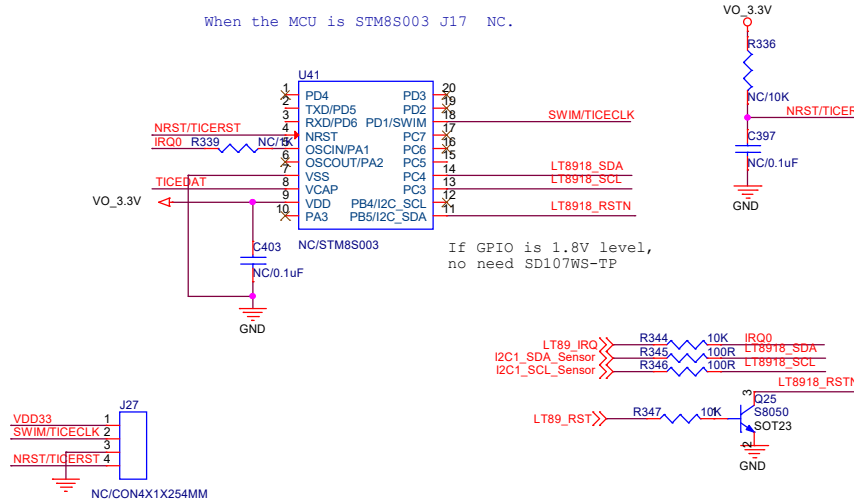 When the MCU is STM8S003 J17  NC.
VO_3.3V
R336
NC/10K
NRST/TICER
C397
NC/0.1uF
GND
U41
1 PD4 PD3 20
2 TXD/PD5 PD2 19
3 RXD/PD6 PD1/SWIM 18 SWIM/TICECLK
NRST/TICERST 4 NRST PC7 17
IRQ0 R339 NC/1K 5 OSCIN/PA1 PC6 16
6 OSCOUT/PA2 PC5 15
7 VSS PC4 14 LT8918_SDA
TICEDAT 8 VCAP PC3 13 LT8918_SCL
VO_3.3V 9 VDD PB4/I2C_SCL 12
10 PA3 PB5/I2C_SDA 11 LT8918_RSTN
NC/STM8S003
C403
NC/0.1uF
GND
If GPIO is 1.8V level,
no need SD107WS-TP
LT89_IRQ R344 10K IRQ0
I2C1_SDA_Sensor R345 100R LT8918_SDA
I2C1_SCL_Sensor R346 100R LT8918_SCL
LT8918_RSTN
LT89_RST R347 10K 1
3
Q25
S8050
SOT23
2
GND
J27
VDD33 1
SWIM/TICECLK 2
3
NRST/TICERST 4
NC/CON4X1X254MM